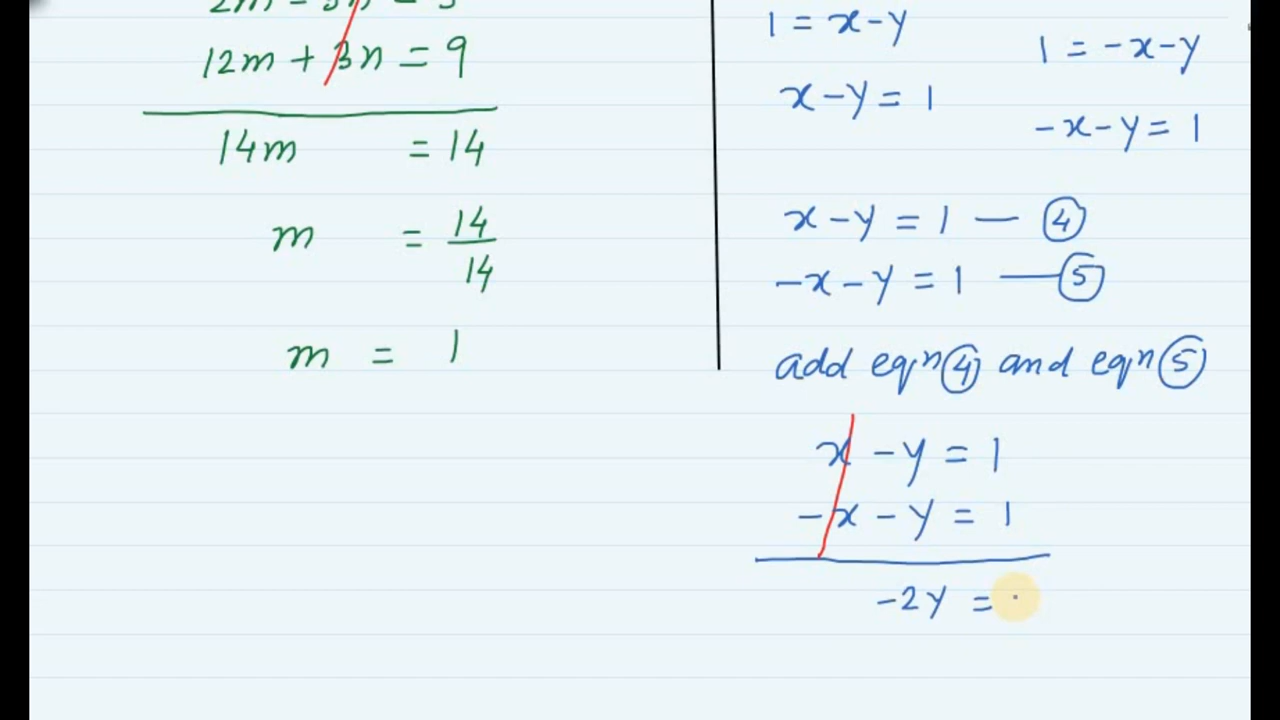 12m + 3n = 9
14m = 14
m = 14/14
m = 1
1 = x - y
x - y = 1
1 = -x - y
-x - y = 1
x - y = 1 — ④
-x - y = 1 — ⑤
add eqⁿ ④ and eqⁿ ⑤
x - y = 1
-x - y = 1
-2y =